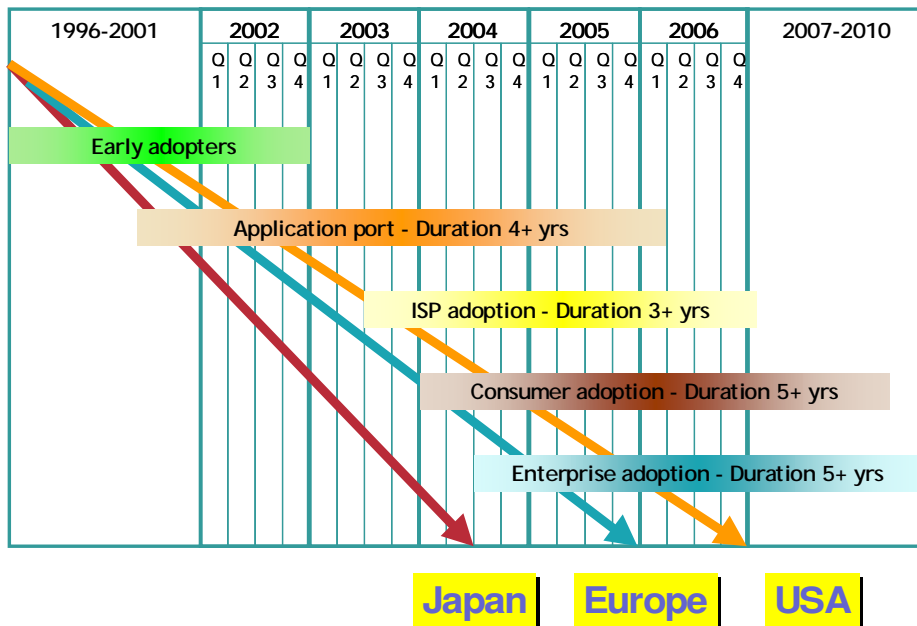 1996-2001 2002 2003 2004 2005 2006 2007-2010
Q Q Q Q Q Q Q Q Q Q Q Q Q Q Q Q Q Q Q Q
1 2 3 4 1 2 3 4 1 2 3 4 1 2 3 4 1 2 3 4
Early adopters
Application port - Duration 4+ yrs
ISP adoption - Duration 3+ yrs
Consumer adoption - Duration 5+ yrs
Enterprise adoption - Duration 5+ yrs
Japan Europe USA